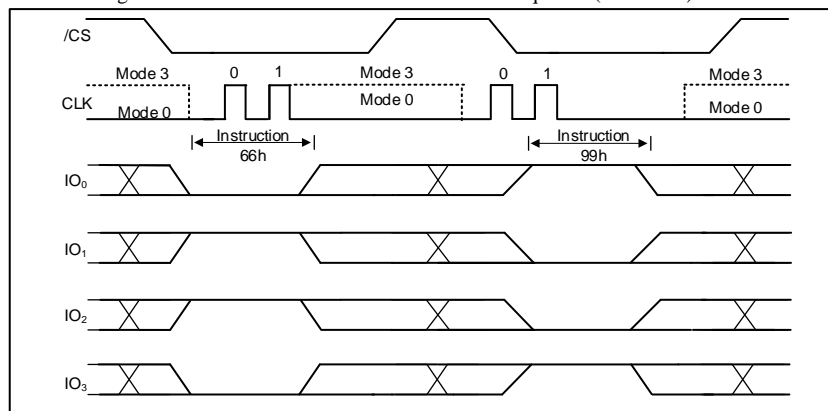 /CS
Mode 3 0 1 Mode 3 0 1 Mode 3
CLK Mode 0 Mode 0 Mode 0
Instruction Instruction
66h 99h
IO₀
IO₁
IO₂
IO₃